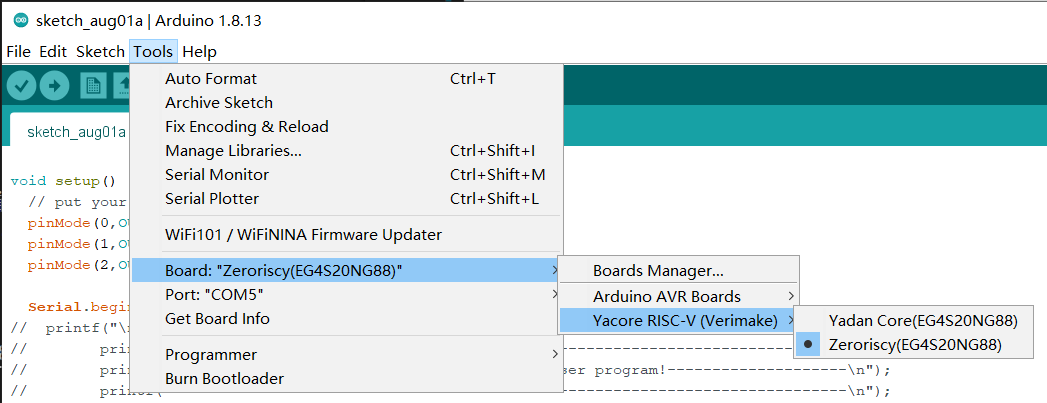 sketch_aug01a | Arduino 1.8.13
File Edit Sketch Tools Help
Auto Format Ctrl+T
Archive Sketch
Fix Encoding & Reload
Manage Libraries... Ctrl+Shift+I
Serial Monitor Ctrl+Shift+M
Serial Plotter Ctrl+Shift+L
WiFi101 / WiFiNINA Firmware Updater
Board: "Zeroriscy(EG4S20NG88)"
Port: "COM5"
Get Board Info
Programmer
Burn Bootloader
Boards Manager...
Arduino AVR Boards
Yacore RISC-V (Verimake)
Yadan Core(EG4S20NG88)
Zeroriscy(EG4S20NG88)
sketch_aug01a
void setup()
// put your
pinMode(0,OU
pinMode(1,OU
pinMode(2,OU
Serial.begin
// printf("\n
// prin ---\n");
// prin ser program!--------------------\n");
// printf( --------------------\n");